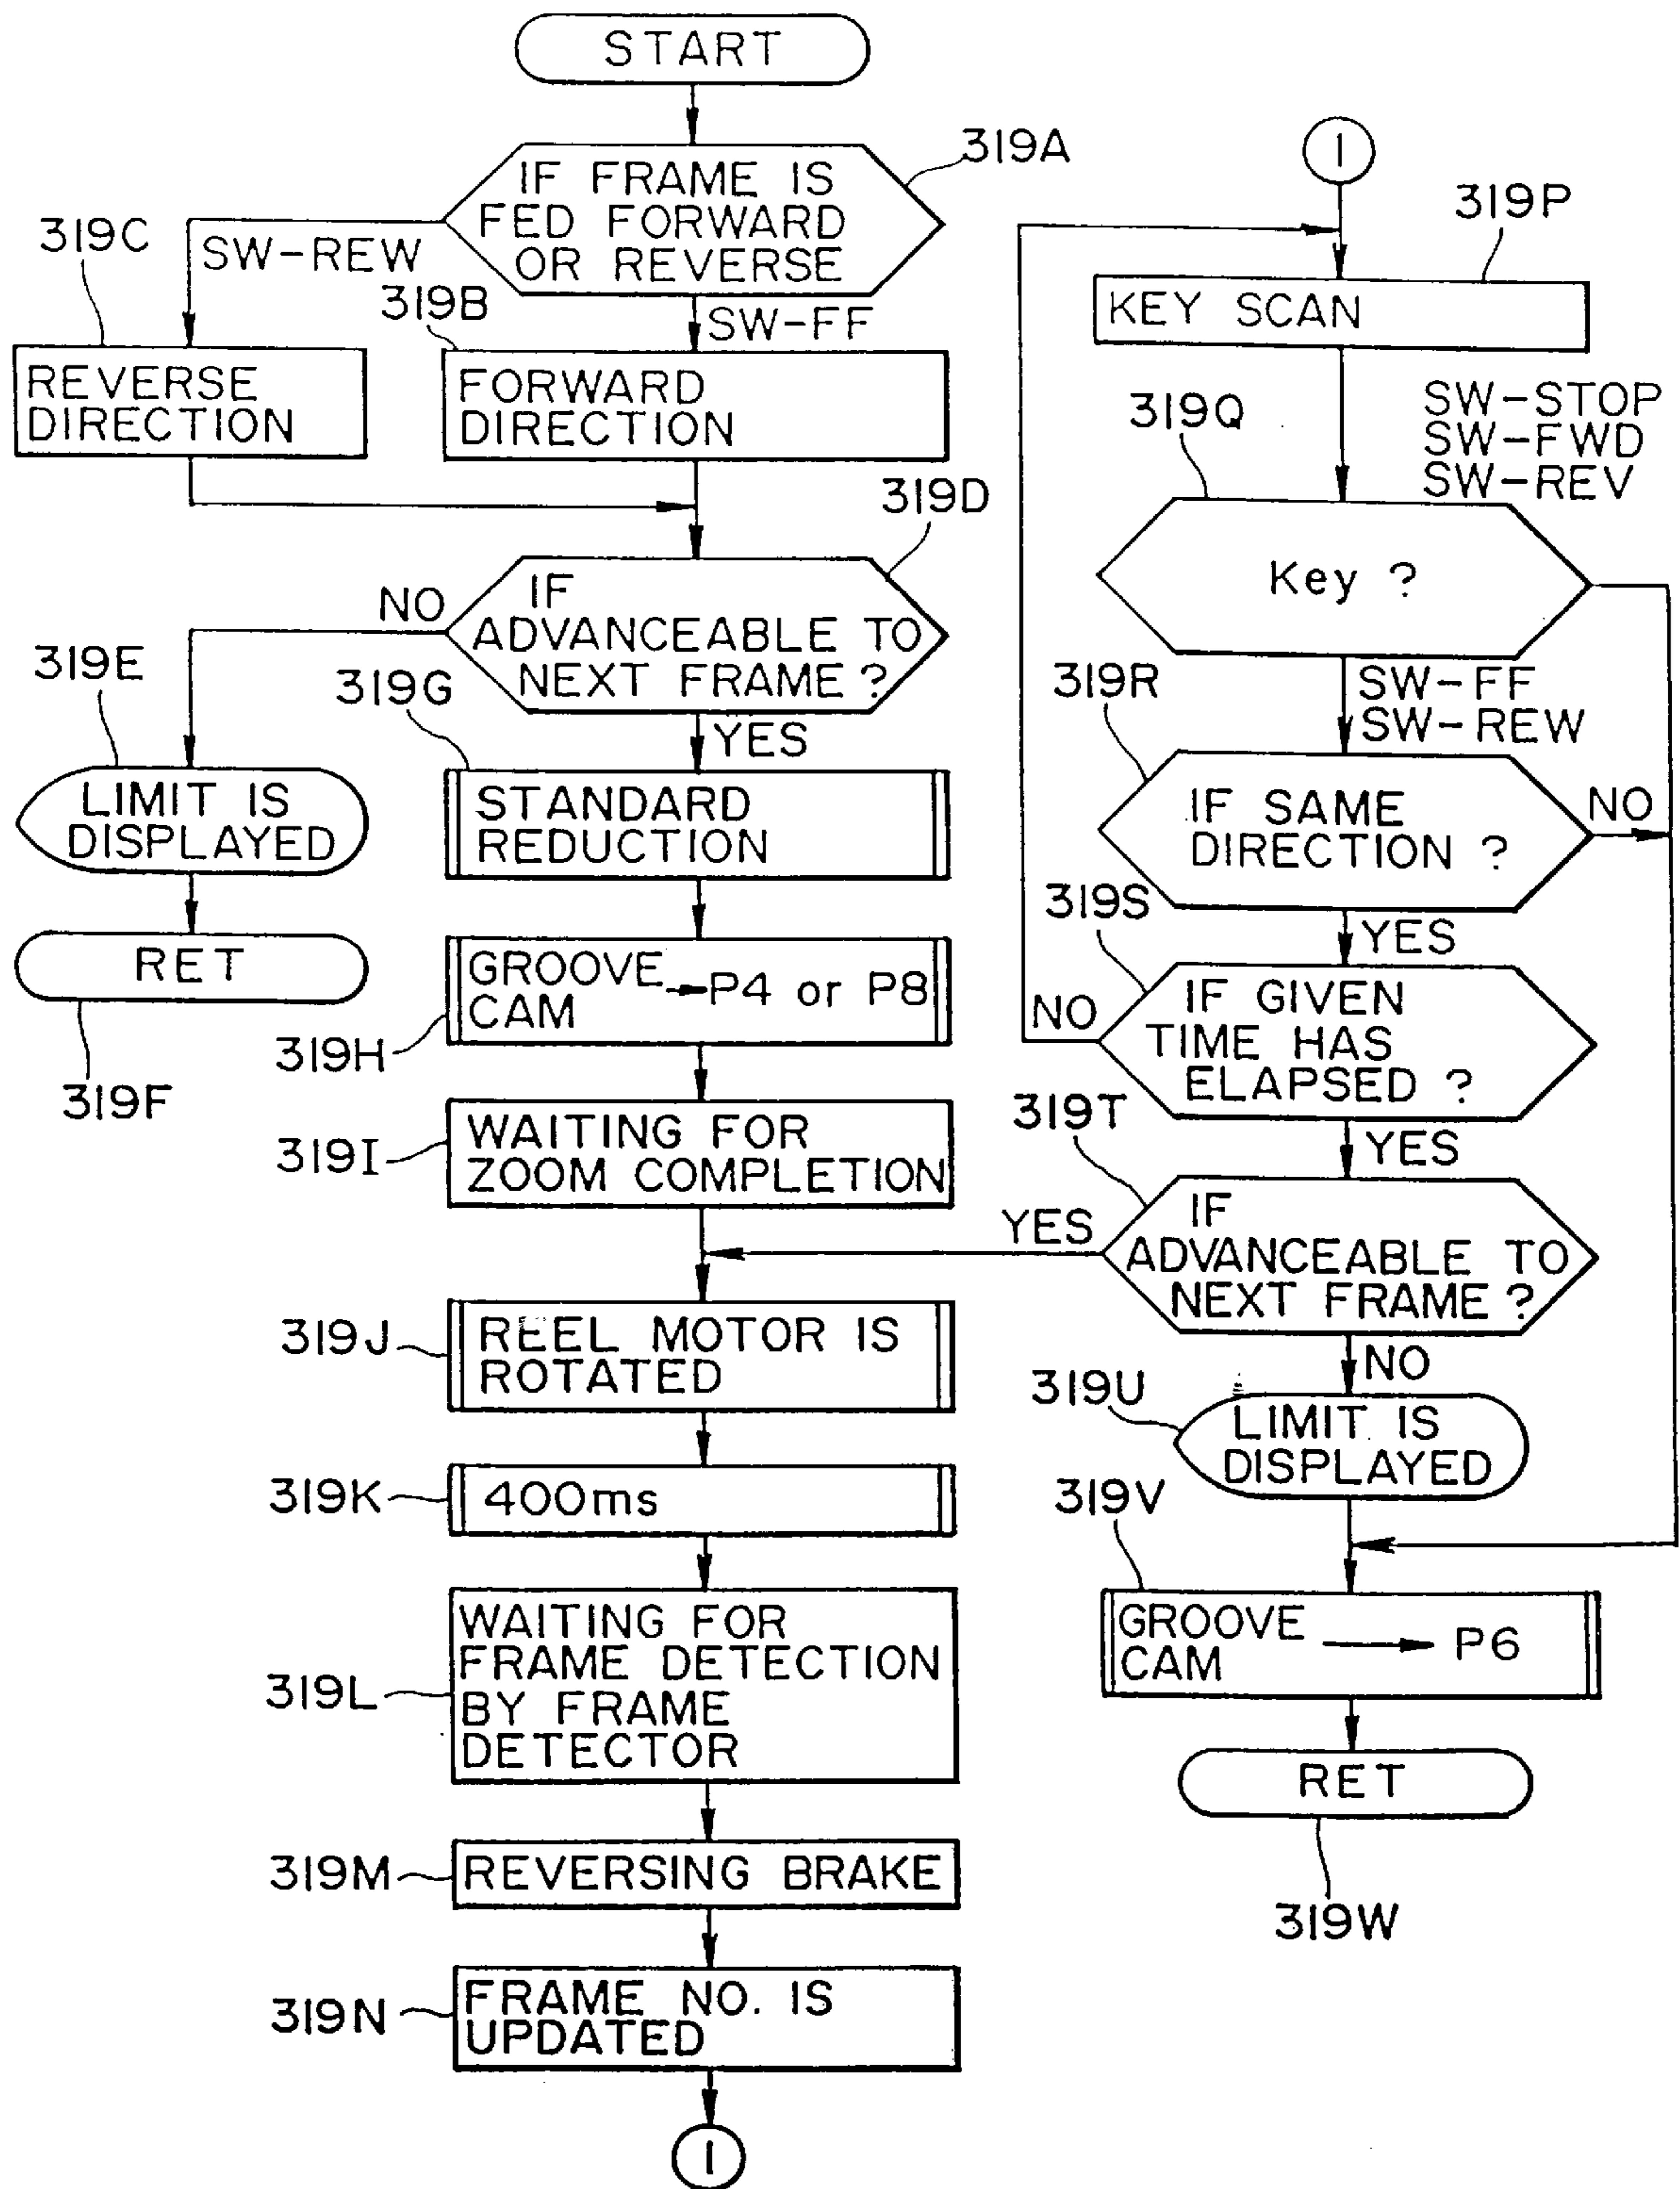 START
319A
IF FRAME IS
FED FORWARD
OR REVERSE
319C
SW-REW
319B
SW-FF
REVERSE
DIRECTION
FORWARD
DIRECTION
319D
NO
IF
ADVANCEABLE TO
NEXT FRAME?
319E
319G
YES
LIMIT IS
DISPLAYED
STANDARD
REDUCTION
RET
319F
GROOVE
CAM
P4 or P8
319H
319I
WAITING FOR
ZOOM COMPLETION
319J
REEL MOTOR IS
ROTATED
319K
400ms
319L
WAITING FOR
FRAME DETECTION
BY FRAME
DETECTOR
319M
REVERSING BRAKE
319N
FRAME NO. IS
UPDATED
1
1
319P
KEY SCAN
SW-STOP
SW-FWD
SW-REV
319Q
Key ?
319R
SW-FF
SW-REW
IF SAME
DIRECTION ?
NO
319S
YES
NO
IF GIVEN
TIME HAS
ELAPSED ?
319T
YES
YES
IF
ADVANCEABLE TO
NEXT FRAME?
NO
319U
LIMIT IS
DISPLAYED
319V
GROOVE
CAM
P6
RET
319W